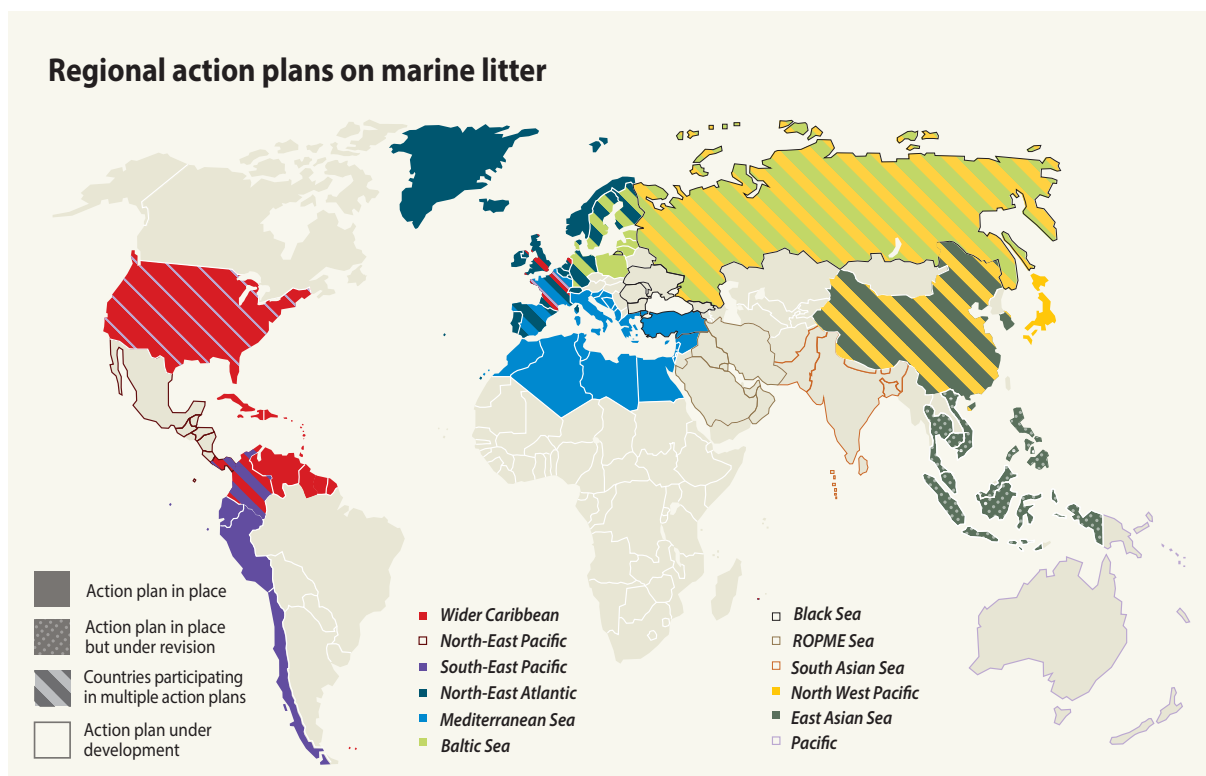 Regional action plans on marine litter
Action plan in place
Action plan in place
but under revision
Countries participating
in multiple action plans
Action plan under
development
Wider Caribbean
North-East Pacific
South-East Pacific
North-East Atlantic
Mediterranean Sea
Baltic Sea
Black Sea
ROPME Sea
South Asian Sea
North West Pacific
East Asian Sea
Pacific